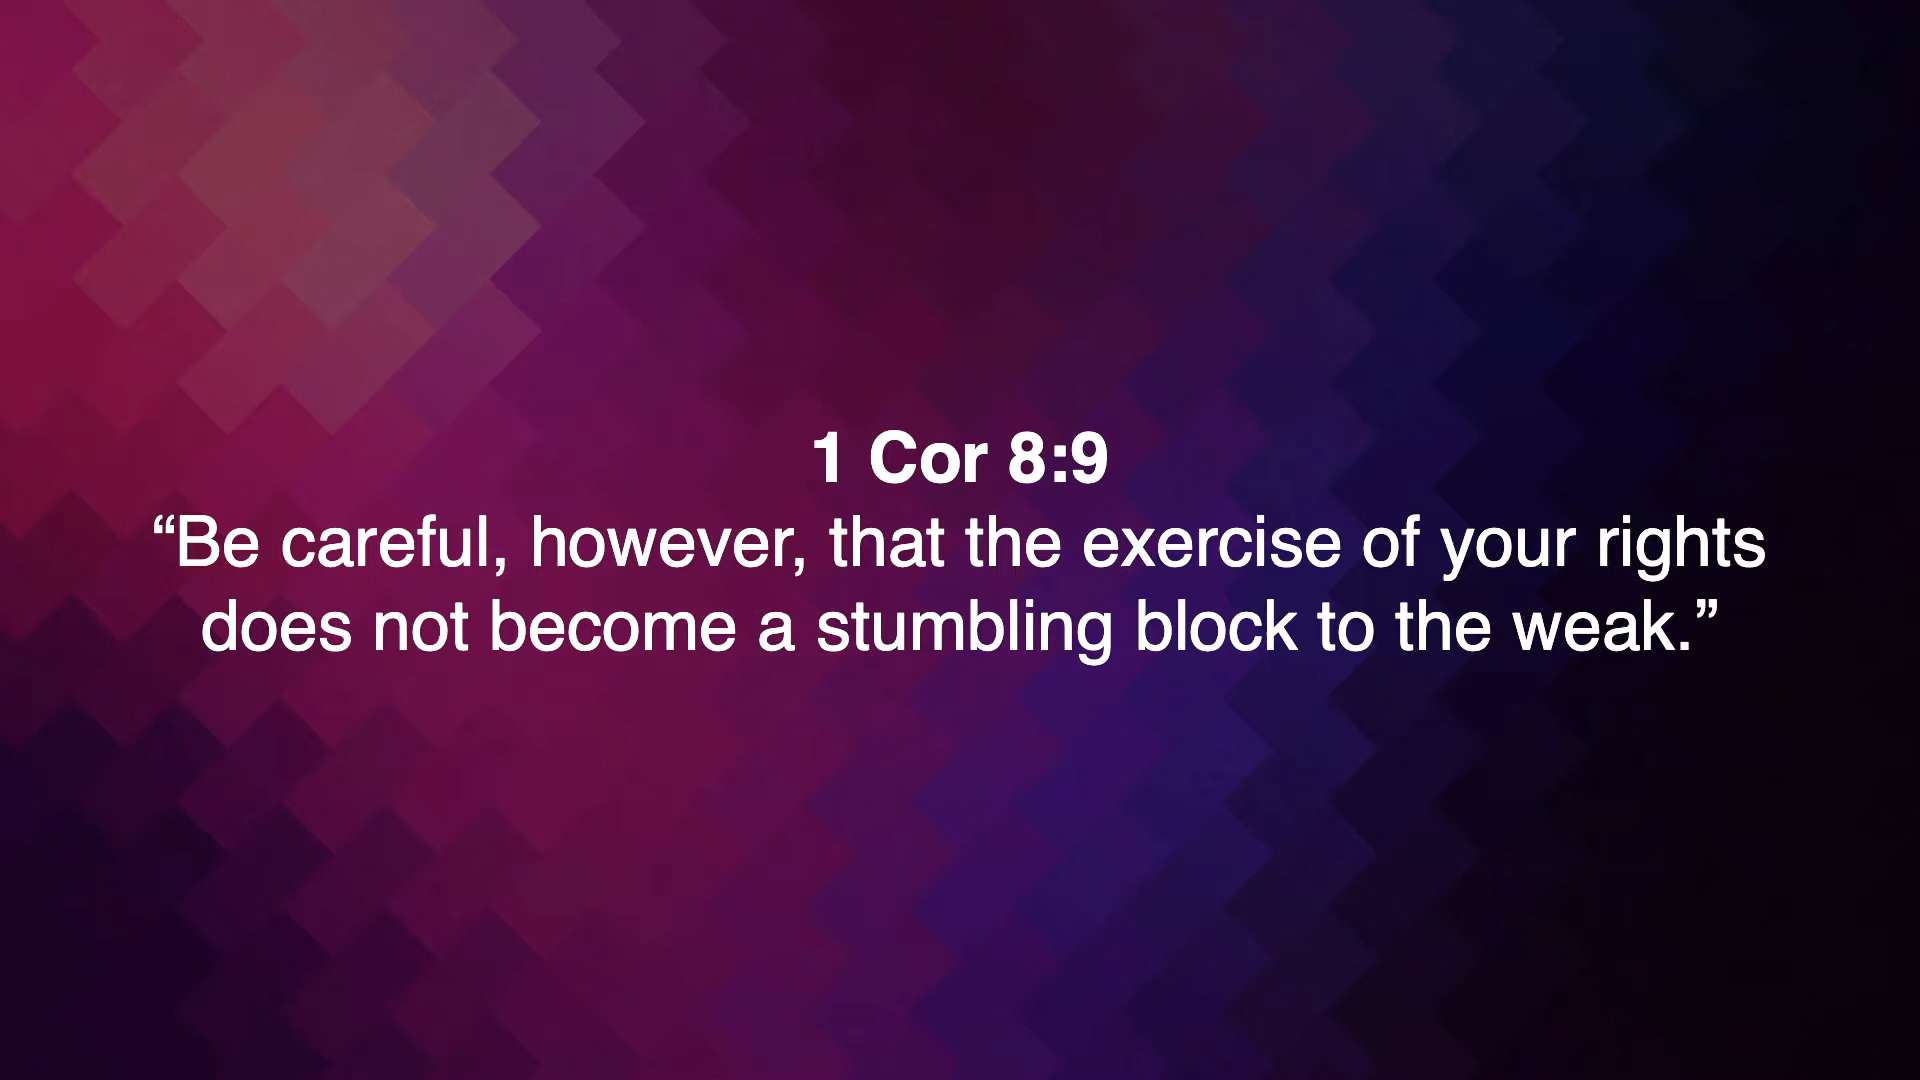 1 Cor 8:9
“Be careful, however, that the exercise of your rights
does not become a stumbling block to the weak.”